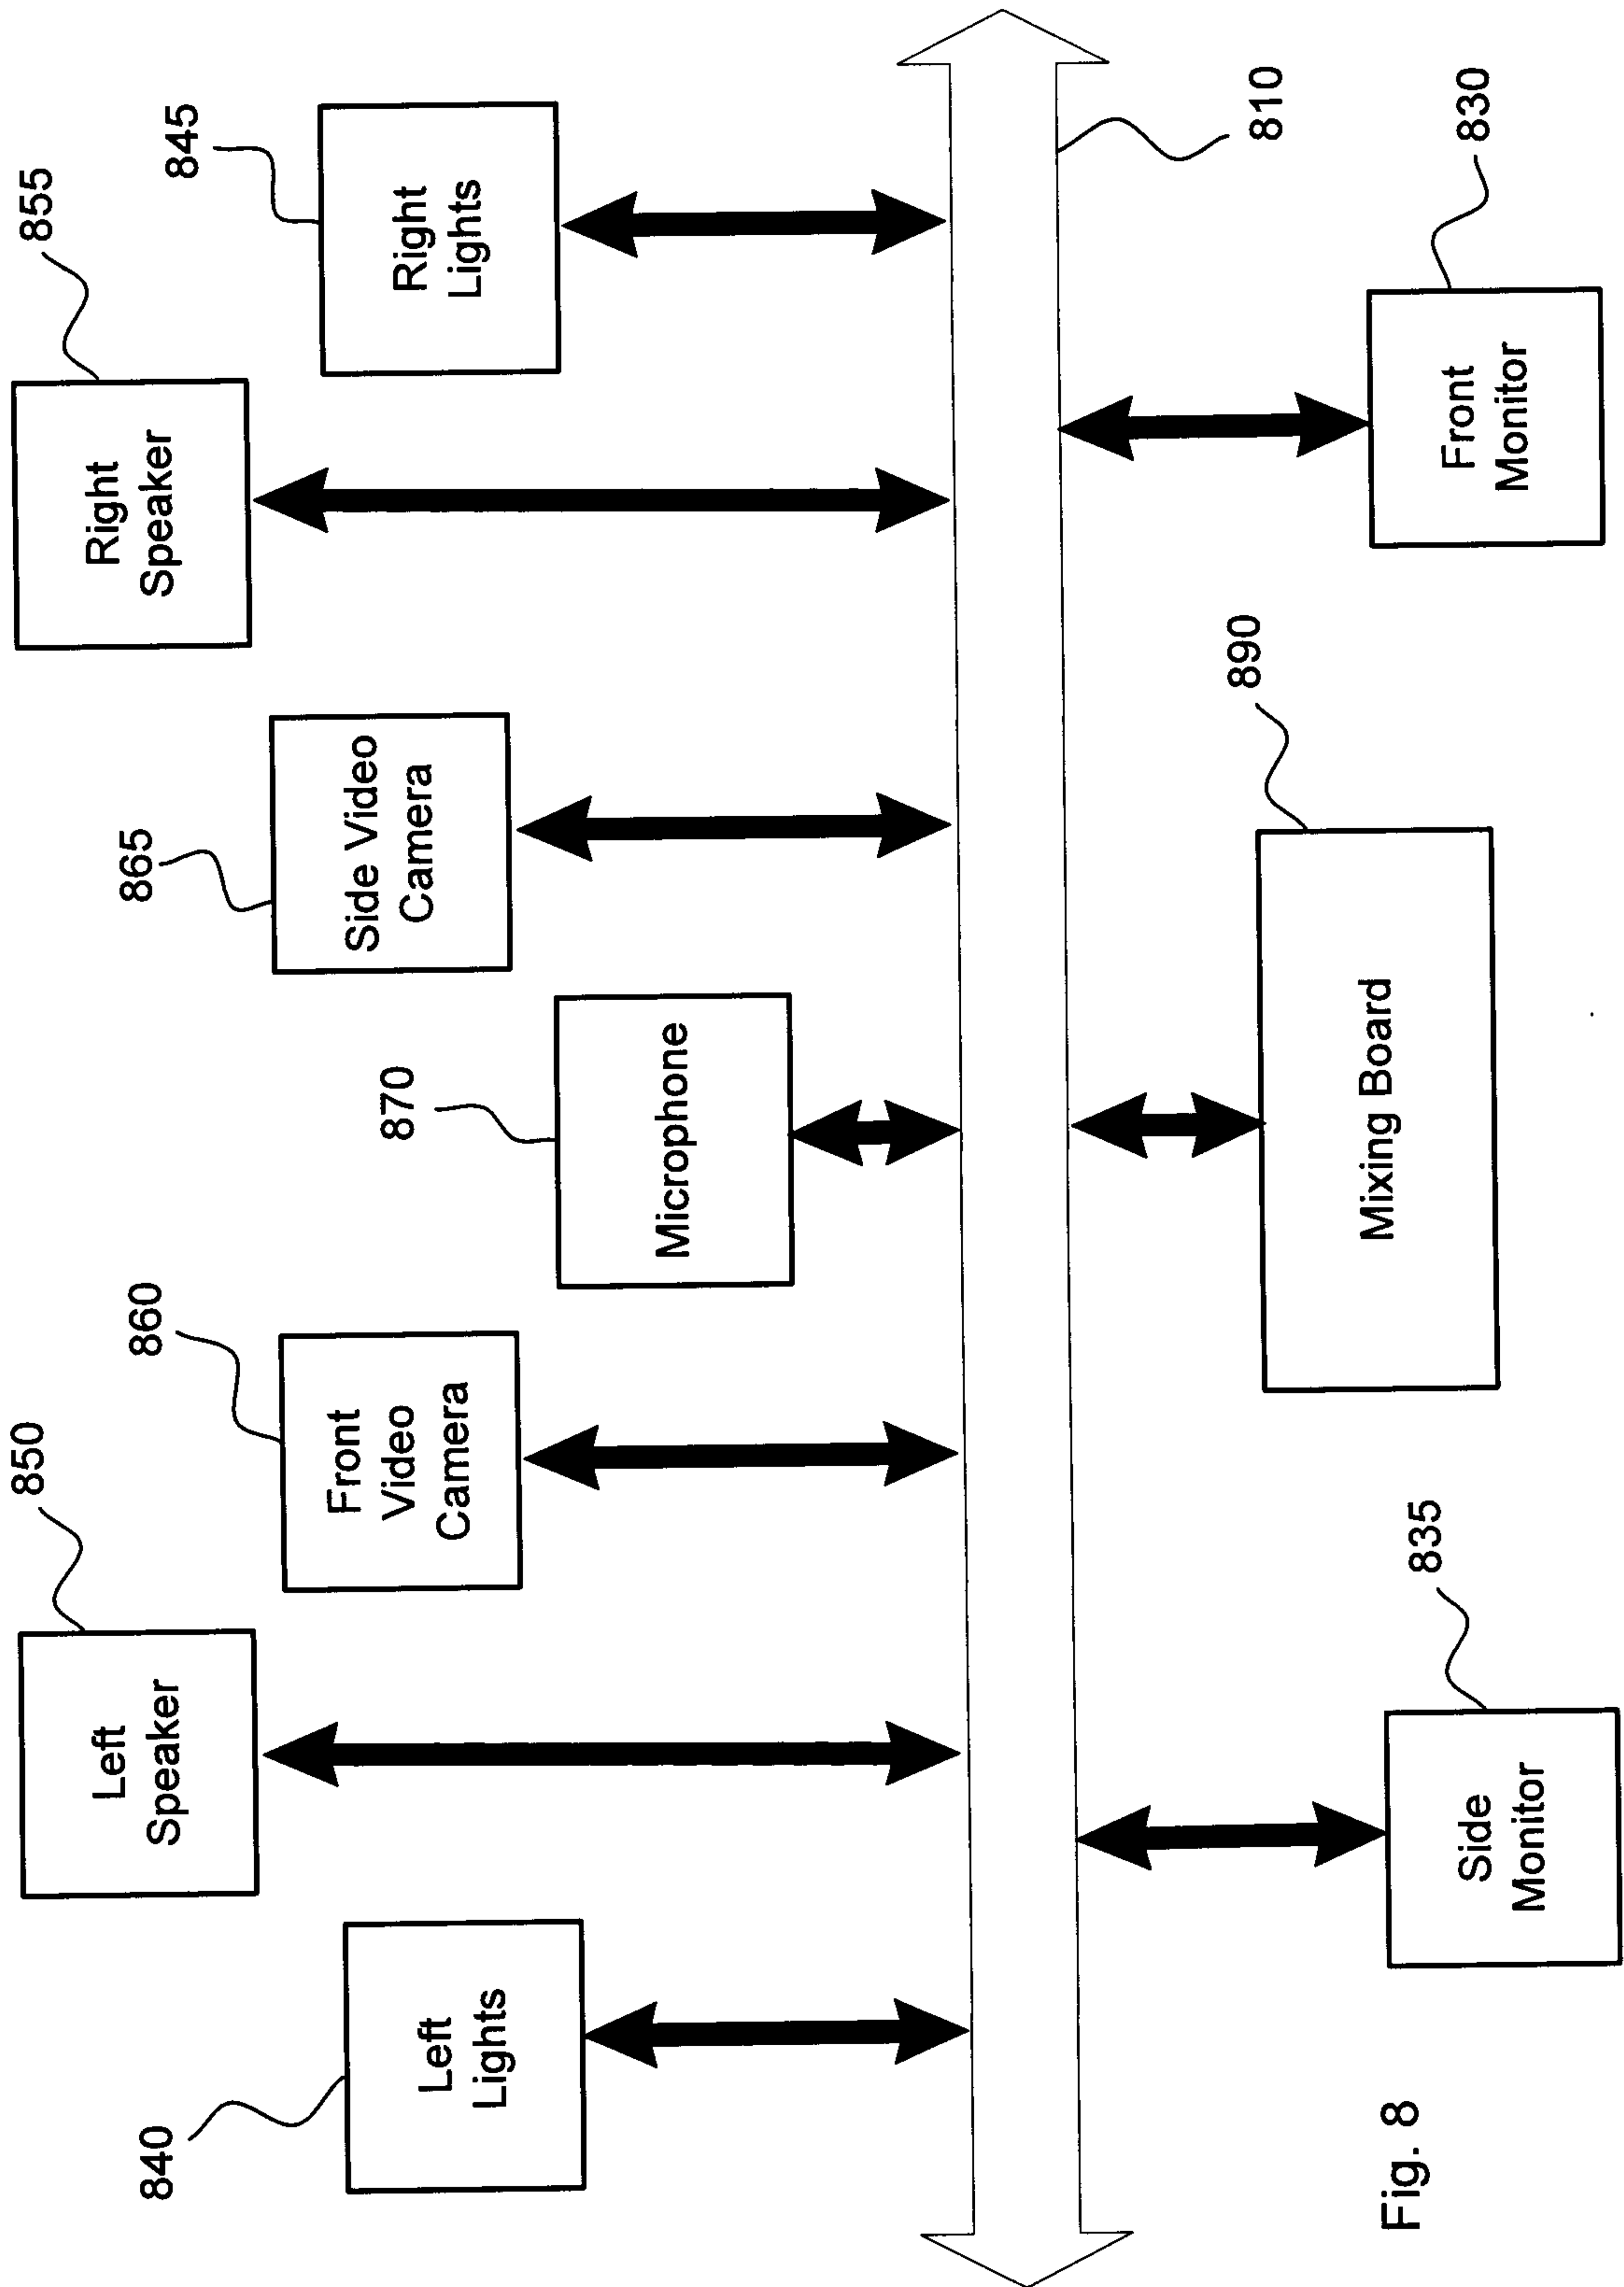 850
855
Left
Speaker
Right
Speaker
860
865
845
840
Front
Video
Camera
Side Video
Camera
Right
Lights
Left
Lights
870
Microphone
810
890
835
830
Mixing Board
Side
Monitor
Front
Monitor
Fig. 8